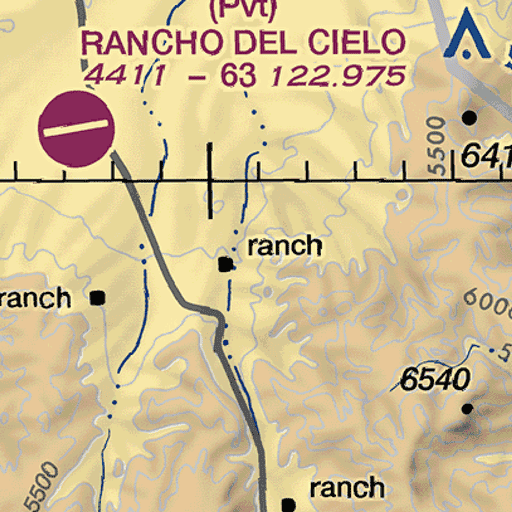 (Pvt)
RANCHO DEL CIELO
4411 - 63 122.975
5500
641
ranch
ranch
6000
6540
5500
ranch